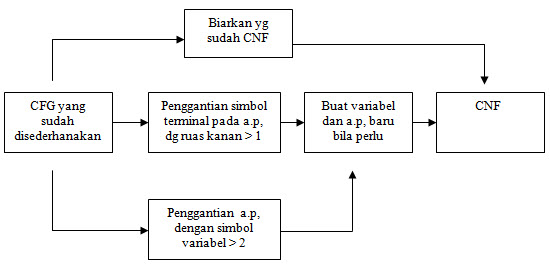 Biarkan yg
sudah CNF
CFG yang
sudah
disederhanakan
Penggantian simbol
terminal pada a.p,
dg ruas kanan > 1
Buat variabel
dan a.p, baru
bila perlu
CNF
Penggantian a.p,
dengan simbol
variabel > 2